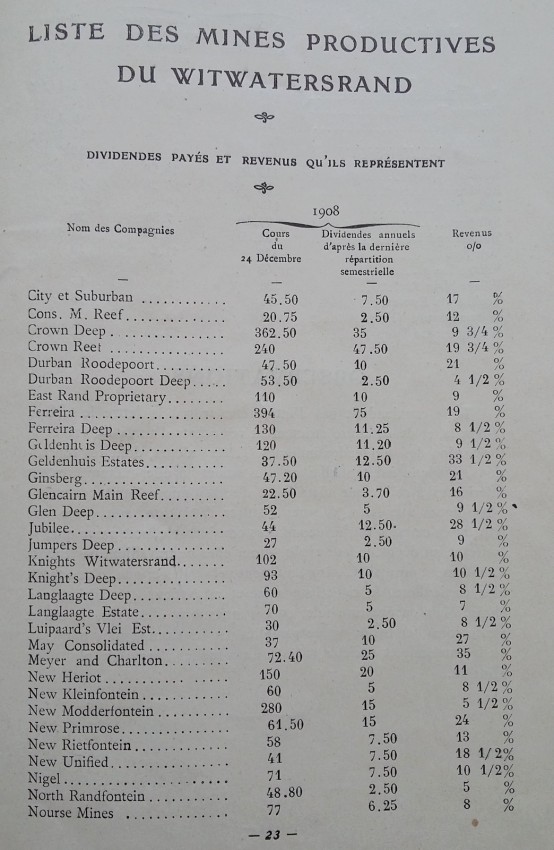 LISTE DES MINES PRODUCTIVES
DU WITWATERSRAND
DIVIDENDES PAYÉS ET REVENUS QU'ILS REPRÉSENTENT
1908
Nom des Compagnies Cours du 24 Décembre Dividendes annuels d'après la dernière répartition semestrielle Revenus o/o
City et Suburban ............ 45.50 7.50 17 %
Cons. M. Reef............. 20.75 2.50 12 %
Crown Deep ............... 362.50 35 9 3/4 %
Crown Reef ............... 240 47.50 19 3/4 %
Durban Roodepoort.......... 47.50 10 21 %
Durban Roodepoort Deep..... 53.50 2.50 4 1/2 %
East Rand Proprietary........ 110 10 9 %
Ferreira ................... 394 75 19 %
Ferreira Deep .............. 130 11.25 8 1/2 %
Geldenhuis Deep............ 120 11.20 9 1/2 %
Geldenhuis Estates........... 37.50 12.50 33 1/2 %
Ginsberg................... 47.20 10 21 %
Glencairn Main Reef......... 22.50 3.70 16 %
Glen Deep................. 52 5 9 1/2 %
Jubilee.................... 44 12.50 28 1/2 %
Jumpers Deep .............. 27 2.50 9 %
Knights Witwatersrand....... 102 10 10 %
Knight's Deep.............. 93 10 10 1/2 %
Langlaagte Deep............ 60 5 8 1/2 %
Langlaagte Estate........... 70 5 7 %
Luipaard's Vlei Est.......... 30 2.50 8 1/2 %
May Consolidated .......... 37 10 27 %
Meyer and Charlton......... 72.40 25 35 %
New Heriot ................ 150 20 11 %
New Kleinfontein ........... 60 5 8 1/2 %
New Modderfontein ......... 280 15 5 1/2 %
New Primrose.............. 61.50 15 24 %
New Rietfontein ............ 58 7.50 13 %
New Unified............... 41 7.50 18 1/2 %
Nigel..................... 71 7.50 10 1/2 %
North Randfontein .......... 48.80 2.50 5 %
Nourse Mines .............. 77 6.25 8 %
— 23 —